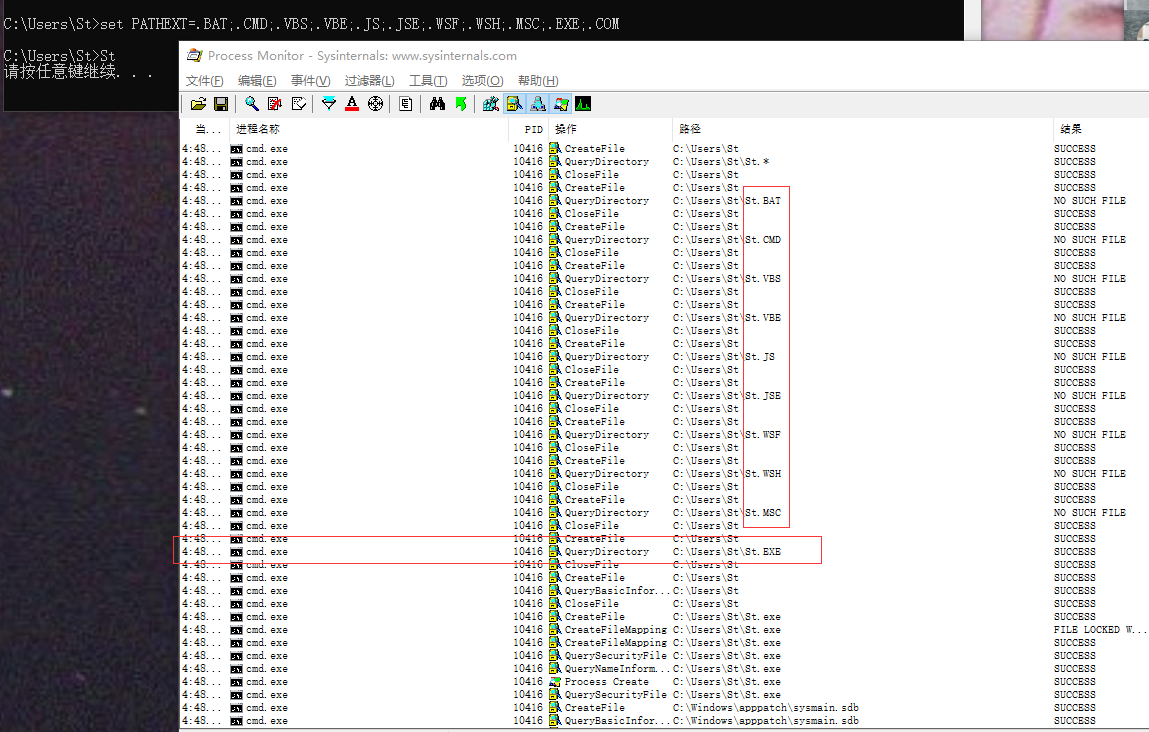 C:\Users\St>set PATHEXT=.BAT;.CMD;.VBS;.VBE;.JS;.JSE;.WSF;.WSH;.MSC;.EXE;.COM
C:\Users\St>St
请按任意键继续. . .
Process Monitor - Sysinternals: www.sysinternals.com
文件(F) 编辑(E) 事件(V) 过滤器(L) 工具(T) 选项(O) 帮助(H)
当... 进程名称 PID 操作 路径 结果
4:48... cmd.exe 10416 CreateFile C:\Users\St SUCCESS
4:48... cmd.exe 10416 QueryDirectory C:\Users\St\St.* SUCCESS
4:48... cmd.exe 10416 CloseFile C:\Users\St SUCCESS
4:48... cmd.exe 10416 CreateFile C:\Users\St SUCCESS
4:48... cmd.exe 10416 QueryDirectory C:\Users\St\St.BAT NO SUCH FILE
4:48... cmd.exe 10416 CloseFile C:\Users\St SUCCESS
4:48... cmd.exe 10416 CreateFile C:\Users\St SUCCESS
4:48... cmd.exe 10416 QueryDirectory C:\Users\St\St.CMD NO SUCH FILE
4:48... cmd.exe 10416 CloseFile C:\Users\St SUCCESS
4:48... cmd.exe 10416 CreateFile C:\Users\St SUCCESS
4:48... cmd.exe 10416 QueryDirectory C:\Users\St\St.VBS NO SUCH FILE
4:48... cmd.exe 10416 CloseFile C:\Users\St SUCCESS
4:48... cmd.exe 10416 CreateFile C:\Users\St SUCCESS
4:48... cmd.exe 10416 QueryDirectory C:\Users\St\St.VBE NO SUCH FILE
4:48... cmd.exe 10416 CloseFile C:\Users\St SUCCESS
4:48... cmd.exe 10416 CreateFile C:\Users\St SUCCESS
4:48... cmd.exe 10416 QueryDirectory C:\Users\St\St.JS NO SUCH FILE
4:48... cmd.exe 10416 CloseFile C:\Users\St SUCCESS
4:48... cmd.exe 10416 CreateFile C:\Users\St SUCCESS
4:48... cmd.exe 10416 QueryDirectory C:\Users\St\St.JSE NO SUCH FILE
4:48... cmd.exe 10416 CloseFile C:\Users\St SUCCESS
4:48... cmd.exe 10416 CreateFile C:\Users\St SUCCESS
4:48... cmd.exe 10416 QueryDirectory C:\Users\St\St.WSF NO SUCH FILE
4:48... cmd.exe 10416 CloseFile C:\Users\St SUCCESS
4:48... cmd.exe 10416 CreateFile C:\Users\St SUCCESS
4:48... cmd.exe 10416 QueryDirectory C:\Users\St\St.WSH NO SUCH FILE
4:48... cmd.exe 10416 CloseFile C:\Users\St SUCCESS
4:48... cmd.exe 10416 CreateFile C:\Users\St SUCCESS
4:48... cmd.exe 10416 QueryDirectory C:\Users\St\St.MSC NO SUCH FILE
4:48... cmd.exe 10416 CloseFile C:\Users\St SUCCESS
4:48... cmd.exe 10416 CreateFile C:\Users\St SUCCESS
4:48... cmd.exe 10416 QueryDirectory C:\Users\St\St.EXE SUCCESS
4:48... cmd.exe 10416 CloseFile C:\Users\St SUCCESS
4:48... cmd.exe 10416 CreateFile C:\Users\St SUCCESS
4:48... cmd.exe 10416 QueryBasicInfor... C:\Users\St SUCCESS
4:48... cmd.exe 10416 CloseFile C:\Users\St SUCCESS
4:48... cmd.exe 10416 CreateFile C:\Users\St\St.exe SUCCESS
4:48... cmd.exe 10416 CreateFileMapping C:\Users\St\St.exe FILE LOCKED W...
4:48... cmd.exe 10416 CreateFileMapping C:\Users\St\St.exe SUCCESS
4:48... cmd.exe 10416 QuerySecurityFile C:\Users\St\St.exe SUCCESS
4:48... cmd.exe 10416 QueryNameInform... C:\Users\St\St.exe SUCCESS
4:48... cmd.exe 10416 Process Create C:\Users\St\St.exe SUCCESS
4:48... cmd.exe 10416 QuerySecurityFile C:\Users\St\St.exe SUCCESS
4:48... cmd.exe 10416 CreateFile C:\Windows\apppatch\sysmain.sdb SUCCESS
4:48... cmd.exe 10416 QueryBasicInfor... C:\Windows\apppatch\sysmain.sdb SUCCESS